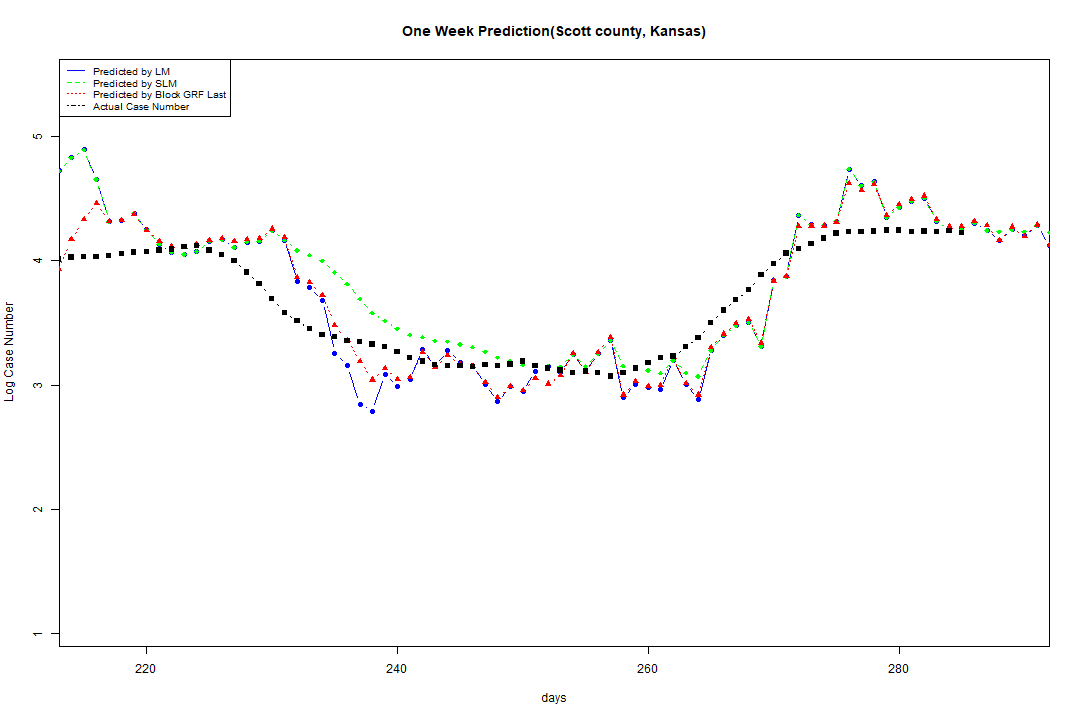 One Week Prediction(Scott county, Kansas)
Predicted by LM
Predicted by SLM
Predicted by Block GRF Last
Actual Case Number
5
4
3
2
1
Log Case Number
220
240
260
280
days